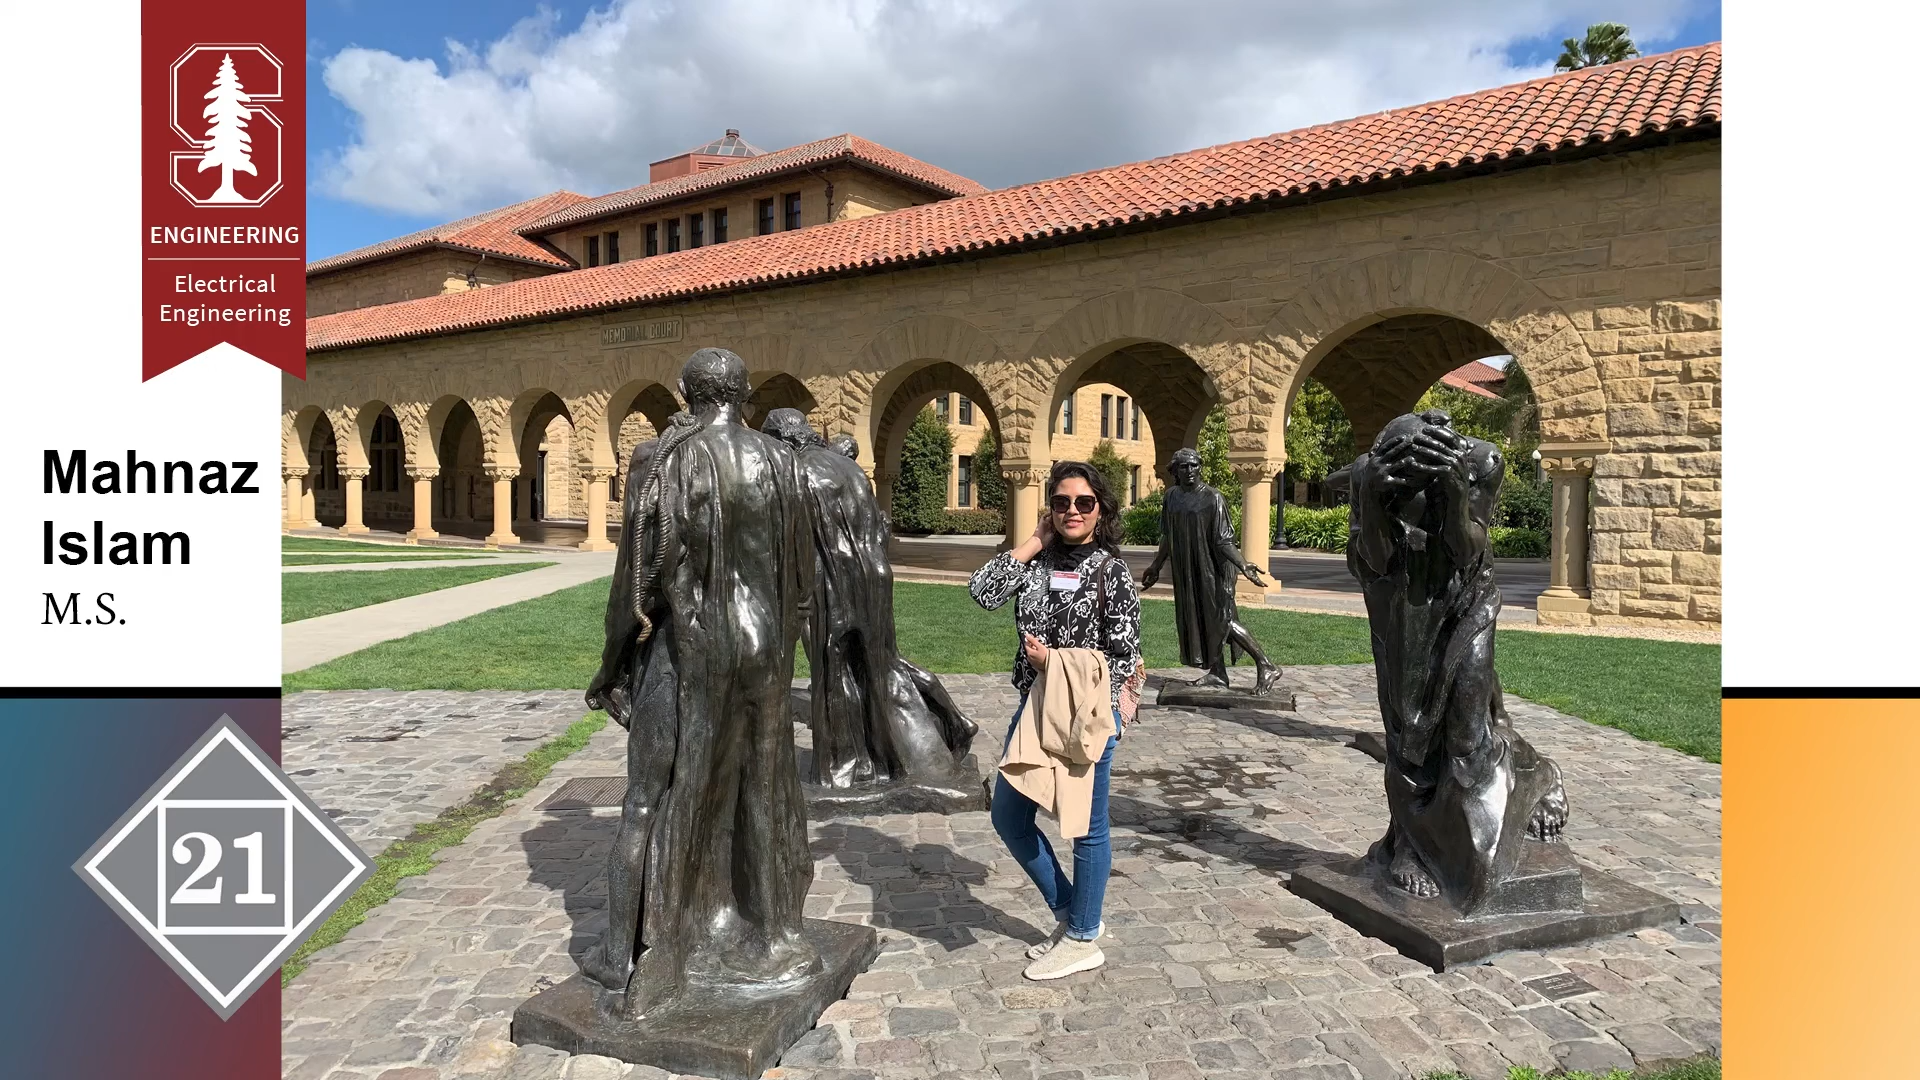 ENGINEERING
Electrical
Engineering
MEMORIAL COURT
Mahnaz
Islam
M.S.
21